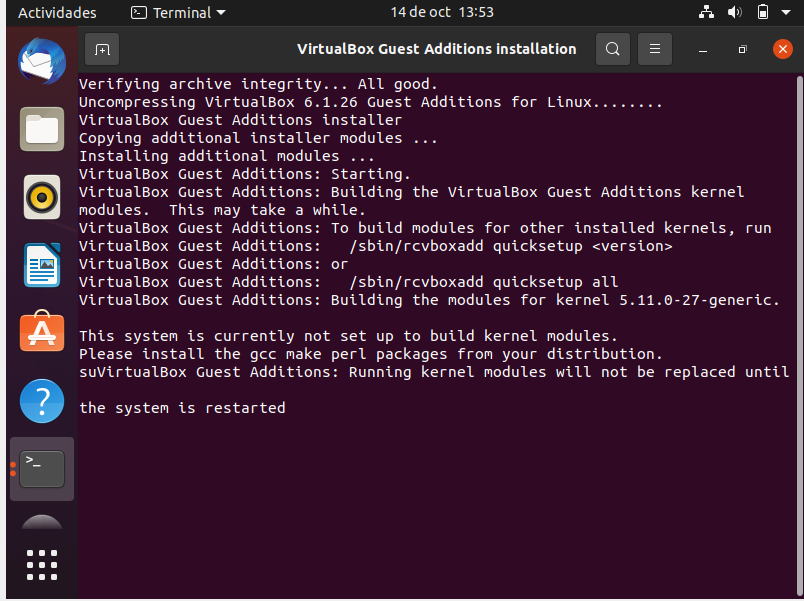 Actividades
Terminal
14 de oct 13:53
VirtualBox Guest Additions installation
Verifying archive integrity... All good.
Uncompressing VirtualBox 6.1.26 Guest Additions for Linux........
VirtualBox Guest Additions installer
Copying additional installer modules ...
Installing additional modules ...
VirtualBox Guest Additions: Starting.
VirtualBox Guest Additions: Building the VirtualBox Guest Additions kernel
modules.  This may take a while.
VirtualBox Guest Additions: To build modules for other installed kernels, run
VirtualBox Guest Additions:   /sbin/rcvboxadd quicksetup <version>
VirtualBox Guest Additions: or
VirtualBox Guest Additions:   /sbin/rcvboxadd quicksetup all
VirtualBox Guest Additions: Building the modules for kernel 5.11.0-27-generic.
This system is currently not set up to build kernel modules.
Please install the gcc make perl packages from your distribution.
suVirtualBox Guest Additions: Running kernel modules will not be replaced until
the system is restarted